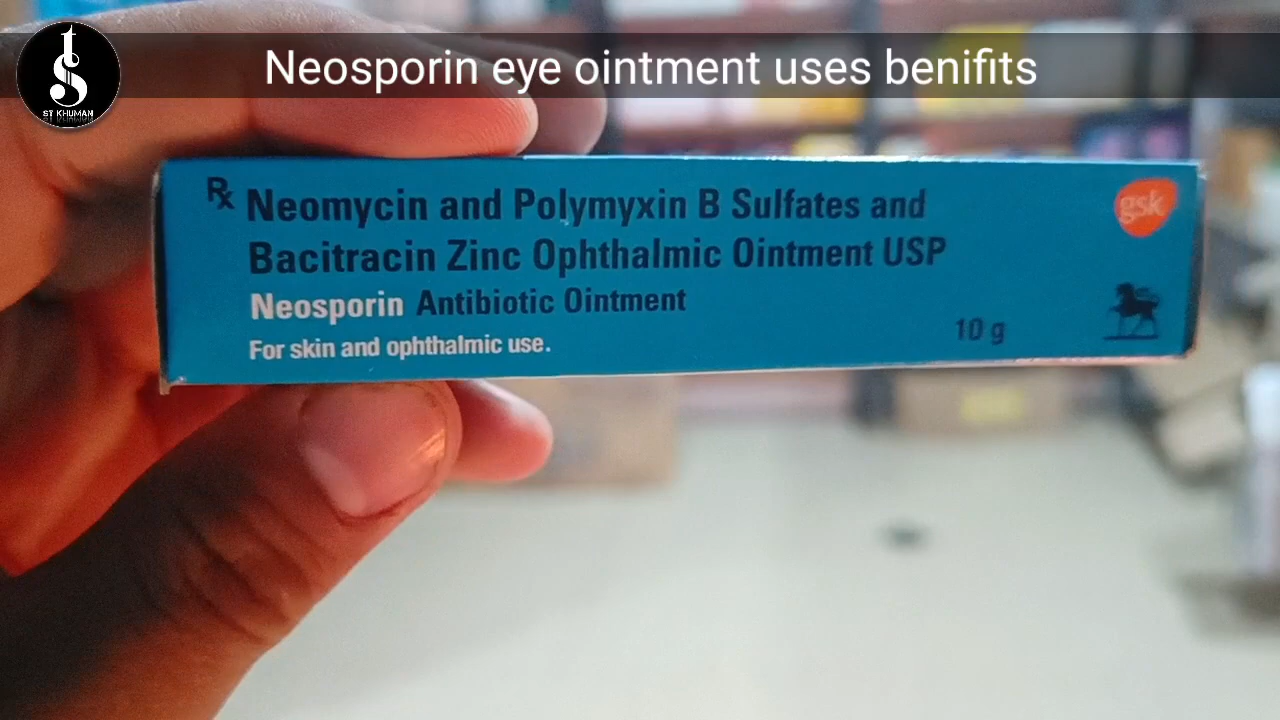 Neosporin eye ointment uses benifits
ST KHUMAN
Rx Neomycin and Polymyxin B Sulfates and
Bacitracin Zinc Ophthalmic Ointment USP
Neosporin Antibiotic Ointment
For skin and ophthalmic use.
10 g
gsk